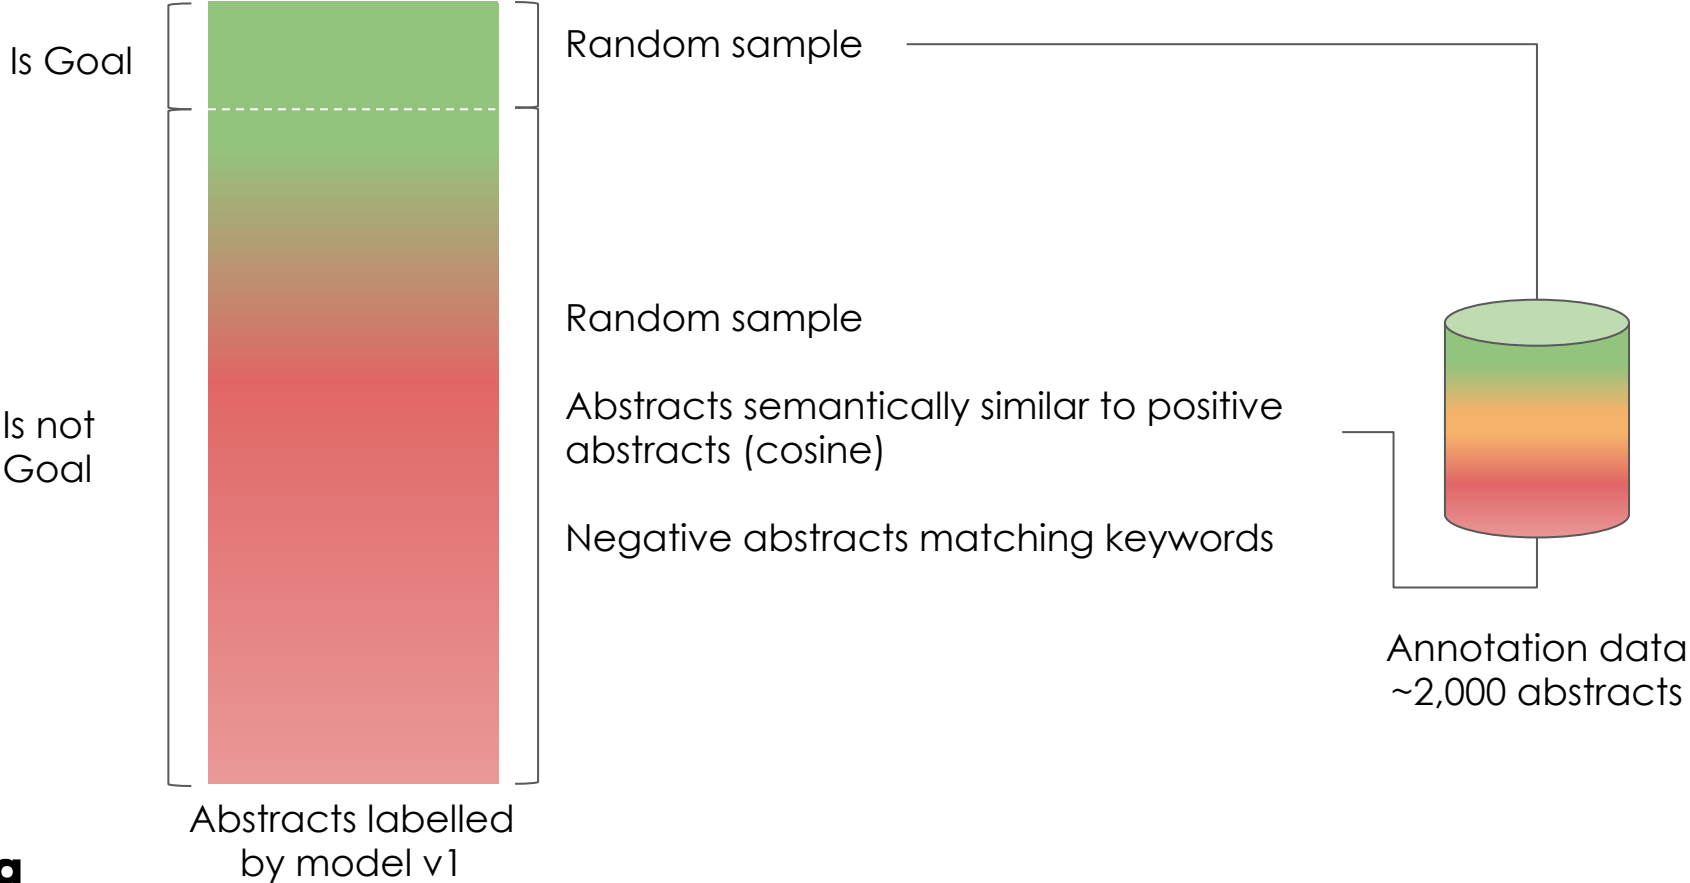 Is Goal
Random sample
Random sample
Abstracts semantically similar to positive
abstracts (cosine)
Is not
Goal
Negative abstracts matching keywords
Annotation data
~2,000 abstracts
Abstracts labelled
by model v1